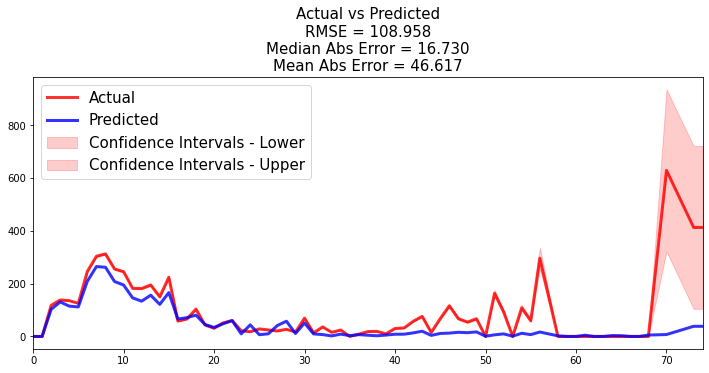 Actual vs Predicted
RMSE = 108.958
Median Abs Error = 16.730
Mean Abs Error = 46.617
Actual
Predicted
Confidence Intervals - Lower
Confidence Intervals - Upper
800
600
400
200
0
0 10 20 30 40 50 60 70